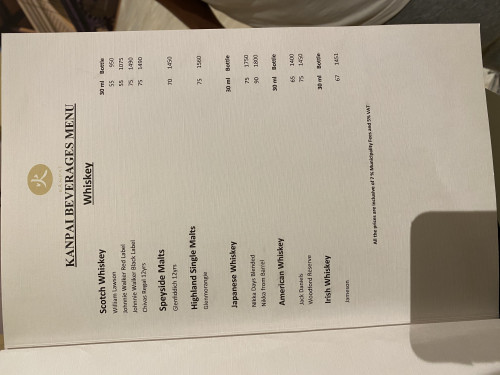 KANPAI BEVERAGES MENU
Whiskey
Scotch Whiskey 30 ml Bottle
William Lawson 55 950
Johnnie Walker Red Label 55 1075
Johnnie Walker Black Label 75 1490
Chivas Regal 12yrs 75 1480
Speyside Malts
Glenfiddich 12yrs 70 1450
Highland Single Malts
Glenmorangie 75 1560
Japanese Whiskey 30 ml Bottle
Nikka Days Blended 75 1750
Nikka From Barrel 90 1800
American Whiskey 30 ml Bottle
Jack Daniels 65 1400
Woodford Reserve 75 1450
Irish Whiskey 30 ml Bottle
Jameson 67 1451
All the prices are inclusive of 7 % Municipality Fees and 5% VAT